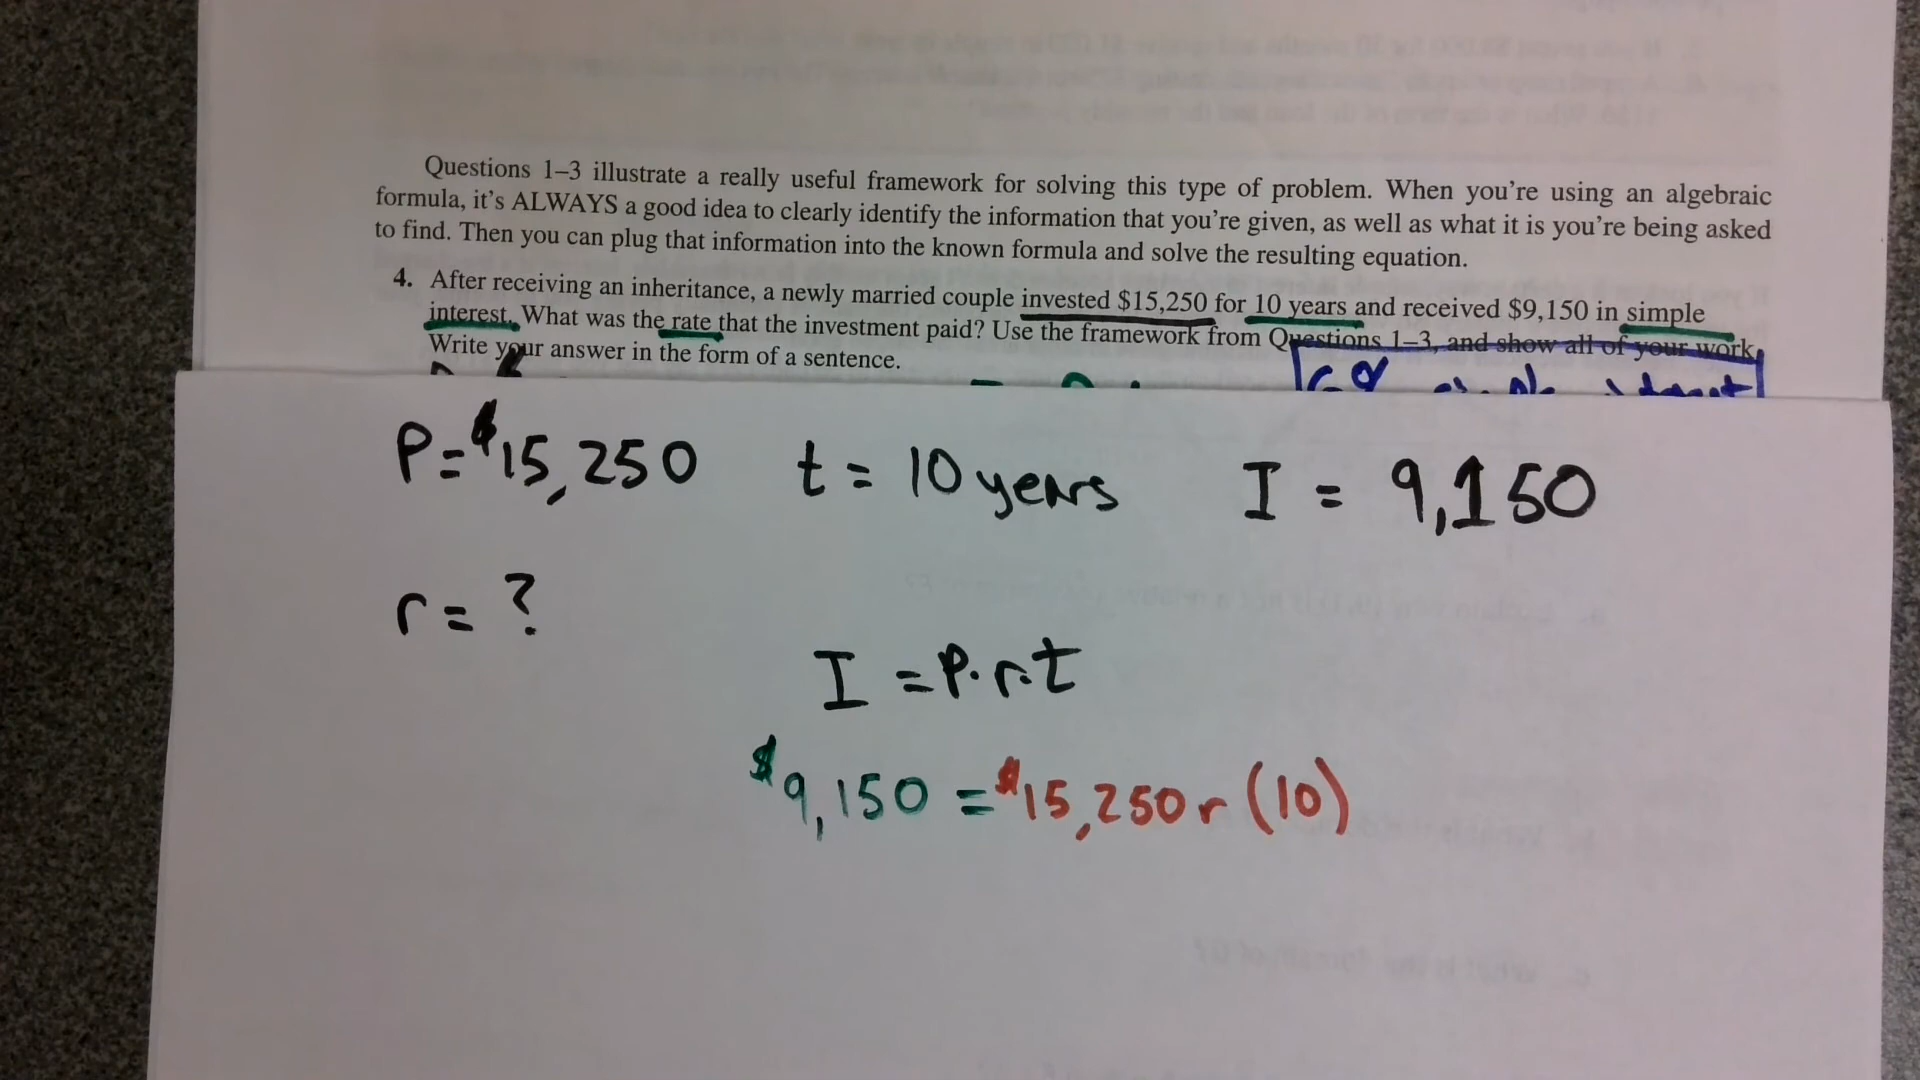 Questions 1–3 illustrate a really useful framework for solving this type of problem. When you're using an algebraic
formula, it's ALWAYS a good idea to clearly identify the information that you're given, as well as what it is you're being asked
to find. Then you can plug that information into the known formula and solve the resulting equation.
4. After receiving an inheritance, a newly married couple invested $15,250 for 10 years and received $9,150 in simple
interest. What was the rate that the investment paid? Use the framework from Questions 1–3, and show all of your work.
Write your answer in the form of a sentence.
P=$15,250 t = 10 years I = 9,150
r = ?
I = P·r·t
$9,150 = $15,250 r (10)